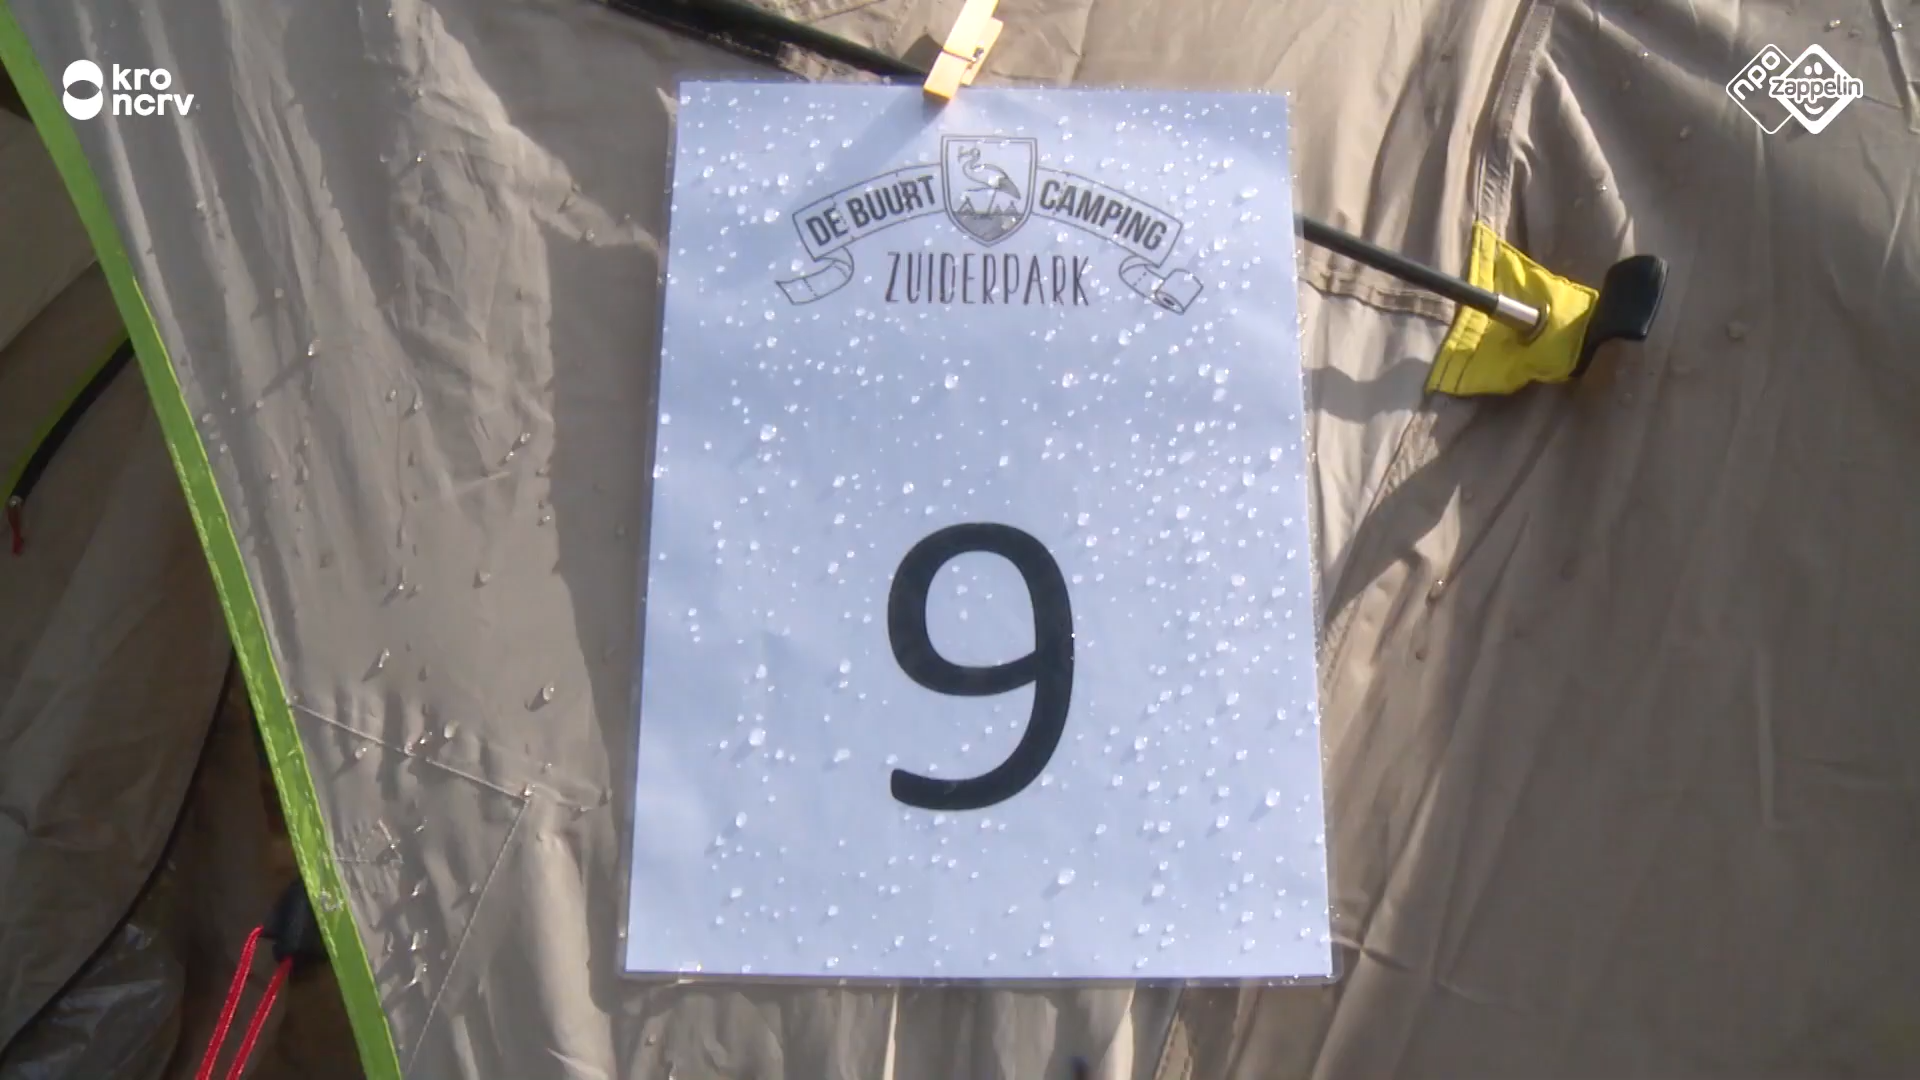 kro
ncrv
npo
zappelin
DE BUURT CAMPING
ZUIDERPARK
9